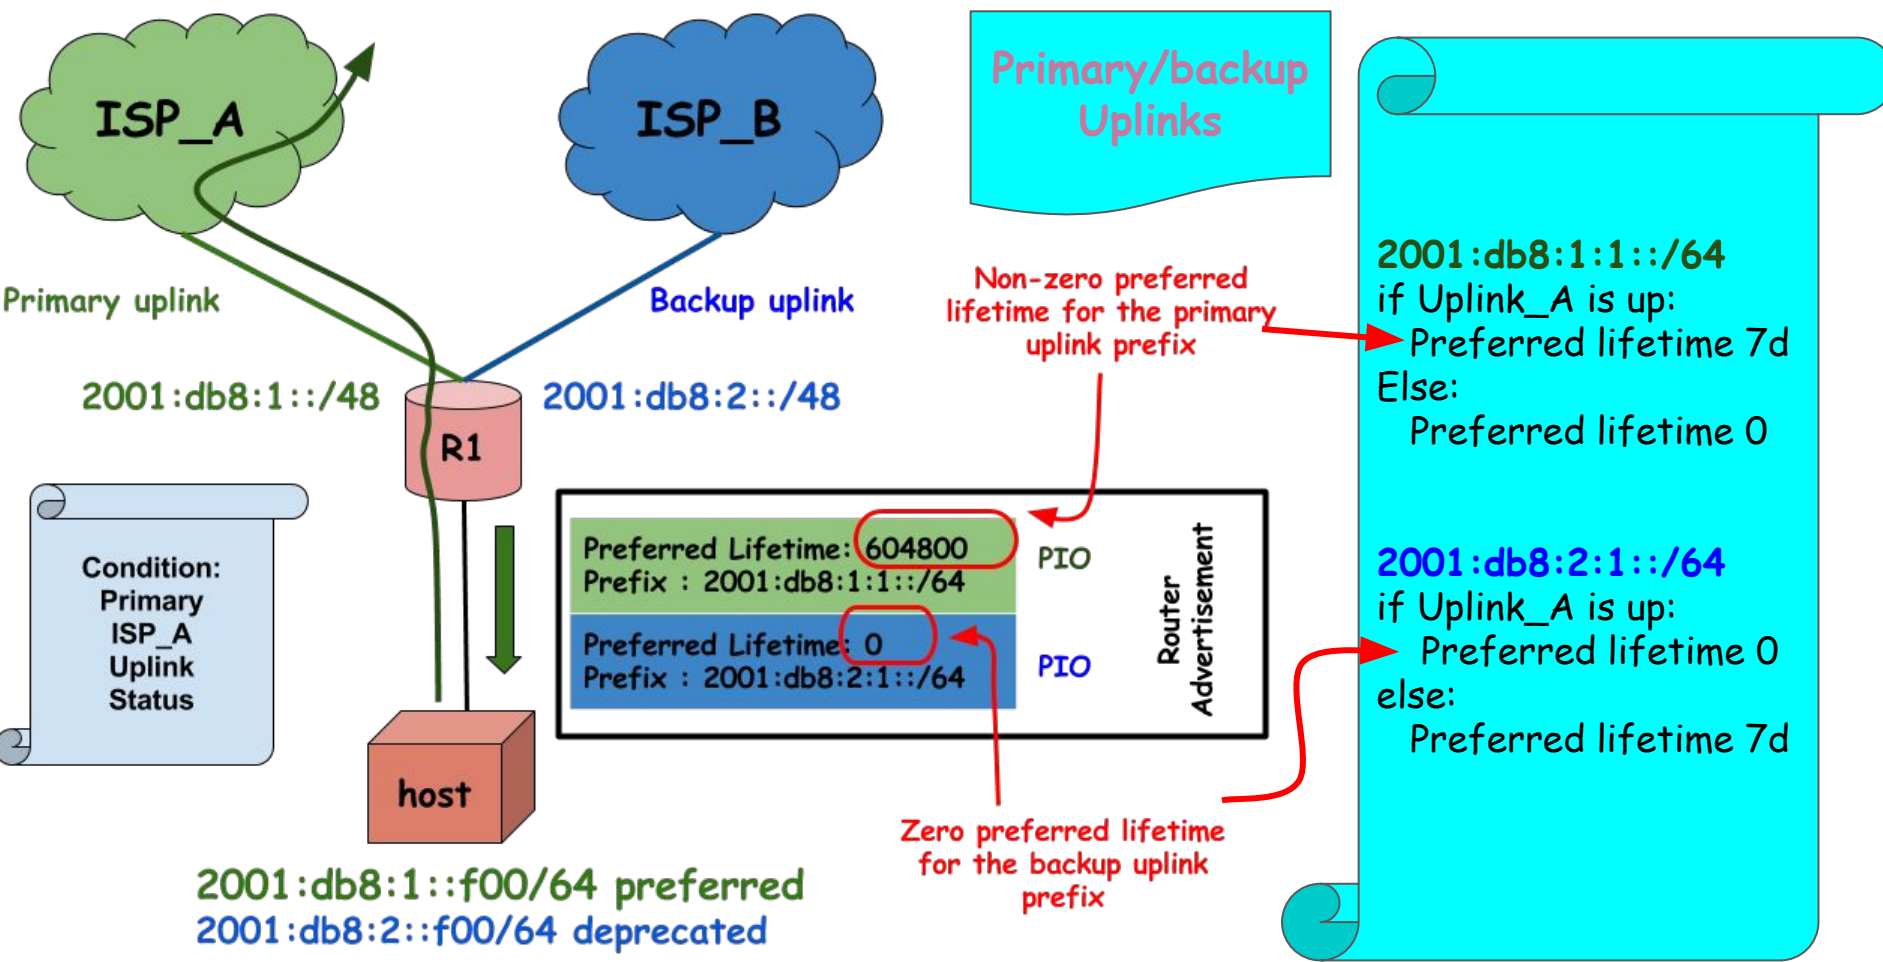 ISP_A
ISP_B
Primary/backup
Uplinks
Primary uplink
Backup uplink
2001:db8:1::/48
2001:db8:2::/48
R1
Non-zero preferred
lifetime for the primary
uplink prefix
Condition:
Primary
ISP_A
Uplink
Status
Preferred Lifetime: 604800
Prefix : 2001:db8:1:1::/64
PIO
Preferred Lifetime: 0
Prefix : 2001:db8:2:1::/64
PIO
Router
Advertisement
host
Zero preferred lifetime
for the backup uplink
prefix
2001:db8:1::f00/64 preferred
2001:db8:2::f00/64 deprecated
2001:db8:1:1::/64
if Uplink_A is up:
Preferred lifetime 7d
Else:
Preferred lifetime 0
2001:db8:2:1::/64
if Uplink_A is up:
Preferred lifetime 0
else:
Preferred lifetime 7d